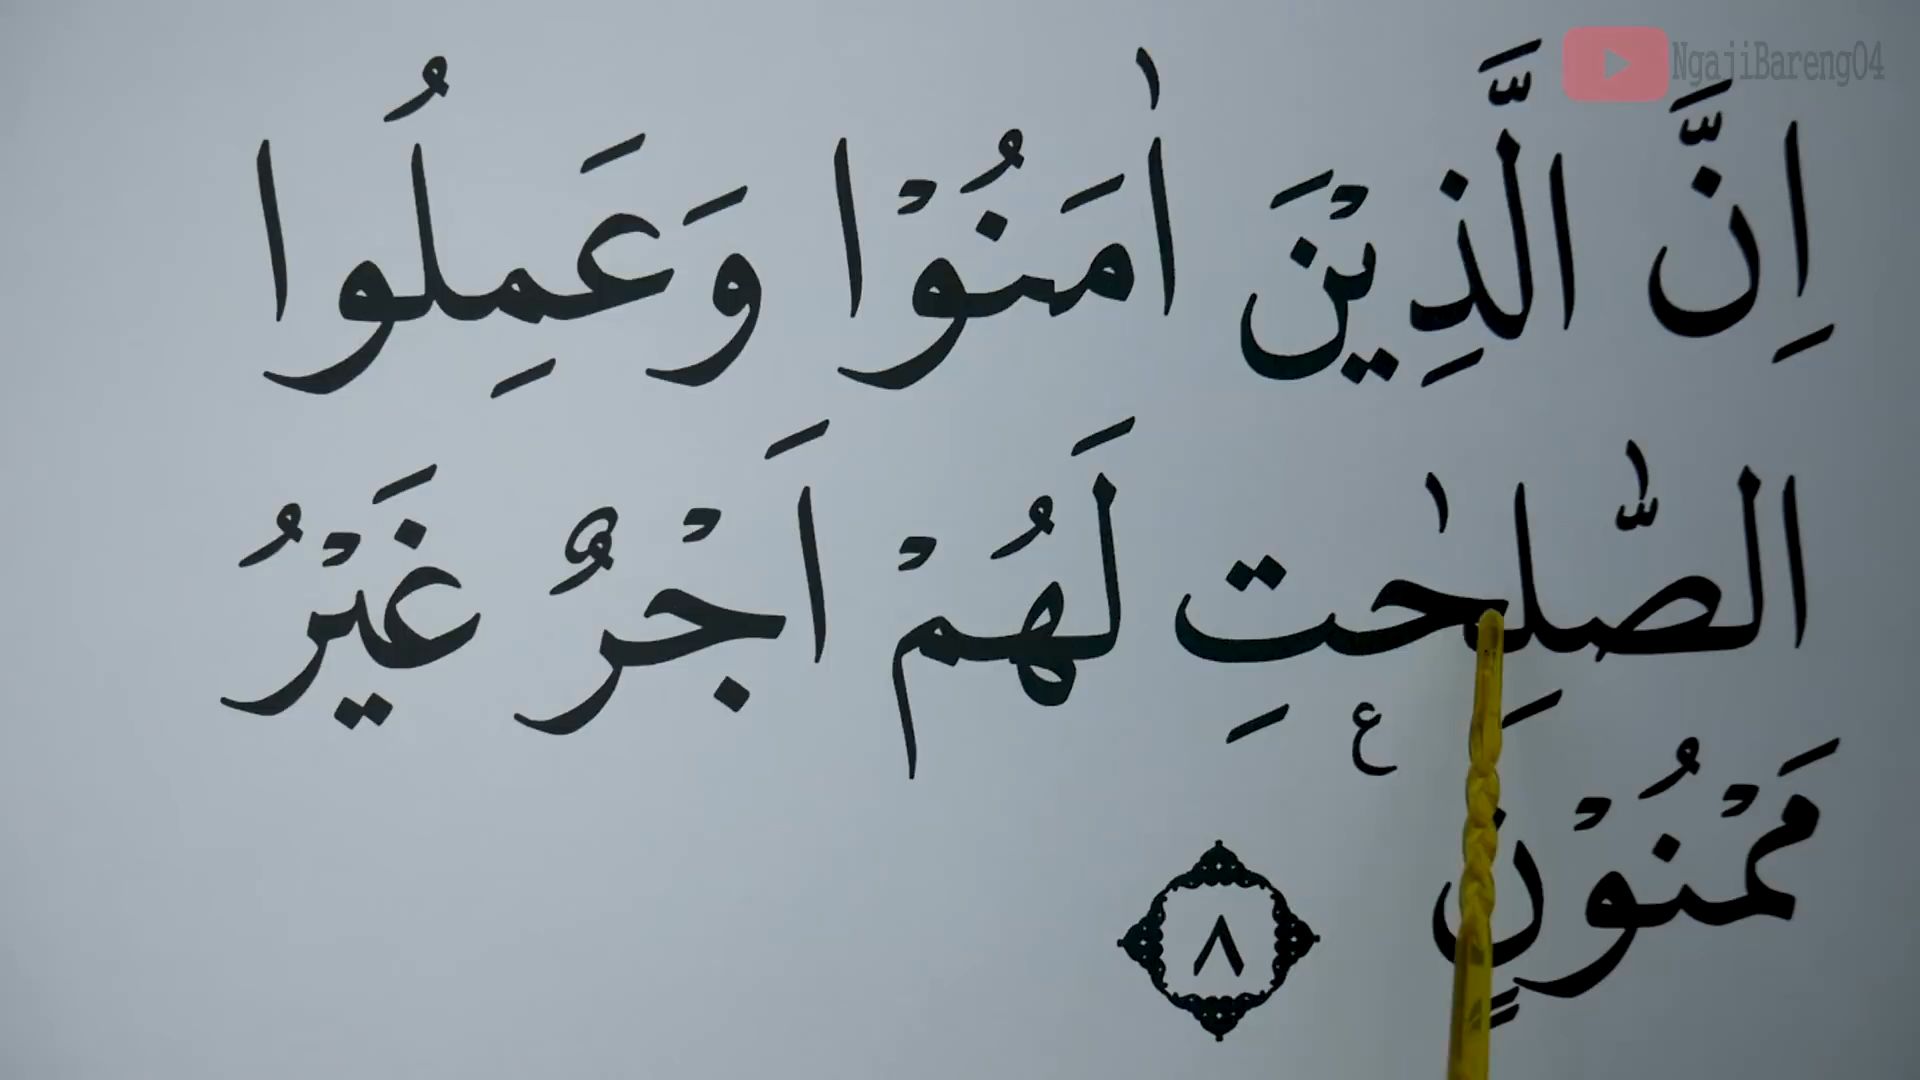 NgajiBareng04
اِنَّ الَّذِيْنَ اٰمَنُوْا وَعَمِلُوا
الصّٰلِحٰتِ لَهُمْ اَجْرٌ غَيْرُ
ع
مَمْنُوْنٍ ٨